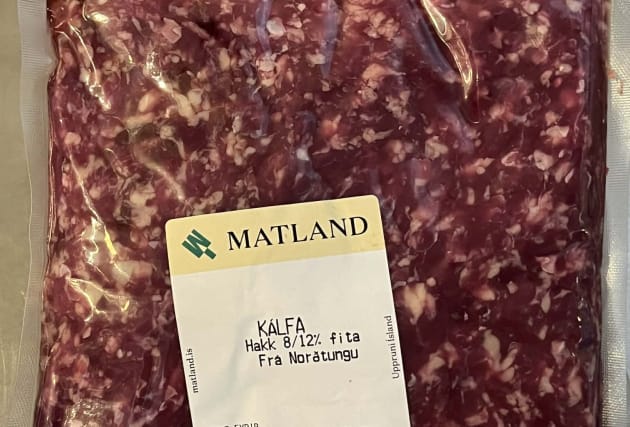 MATLAND
KÁLFA
Hakk 8/12% fita
Frá Norðtungu
matland.is
Uppruni Ísland